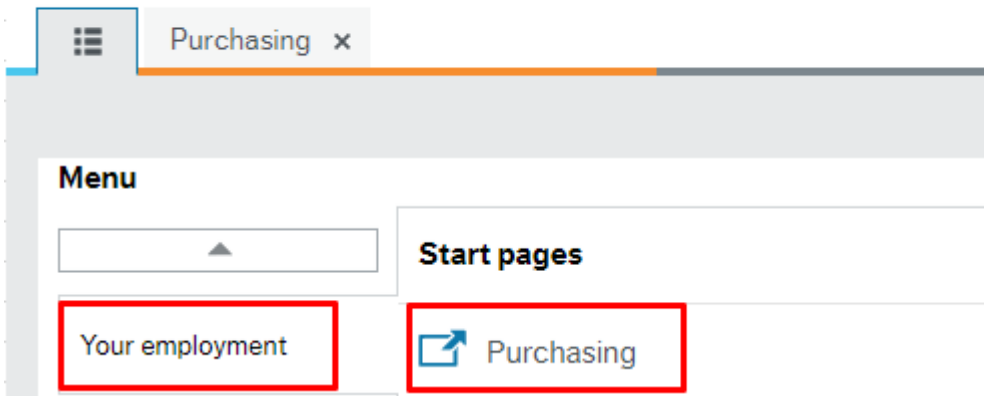 Purchasing
Menu
Start pages
Your employment
Purchasing